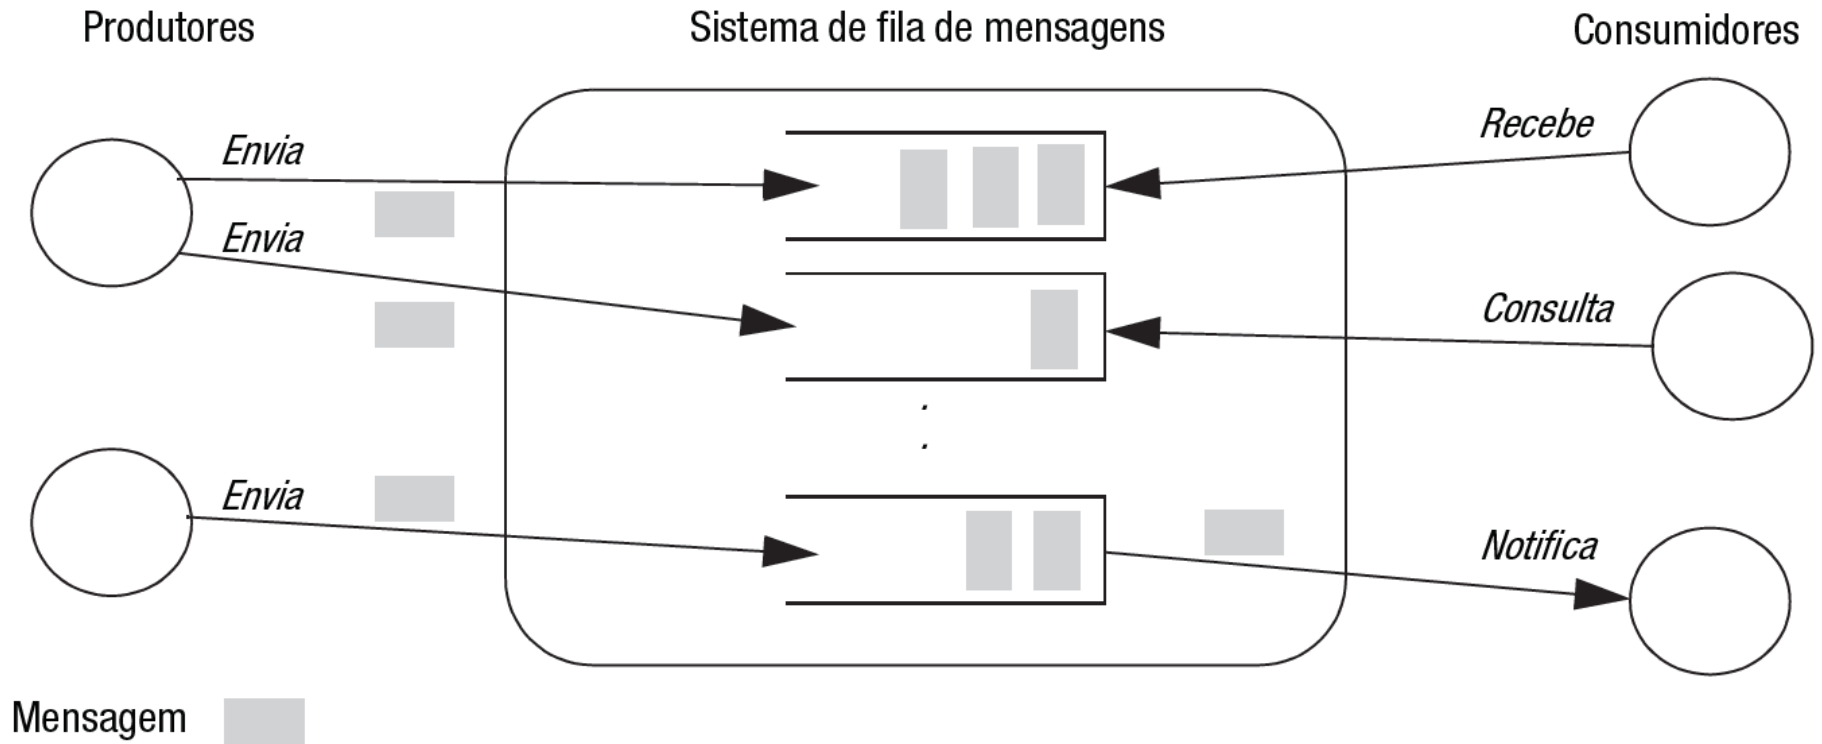 Produtores
Sistema de fila de mensagens
Consumidores
Envia
Recebe
Envia
Consulta
Envia
Notifica
Mensagem